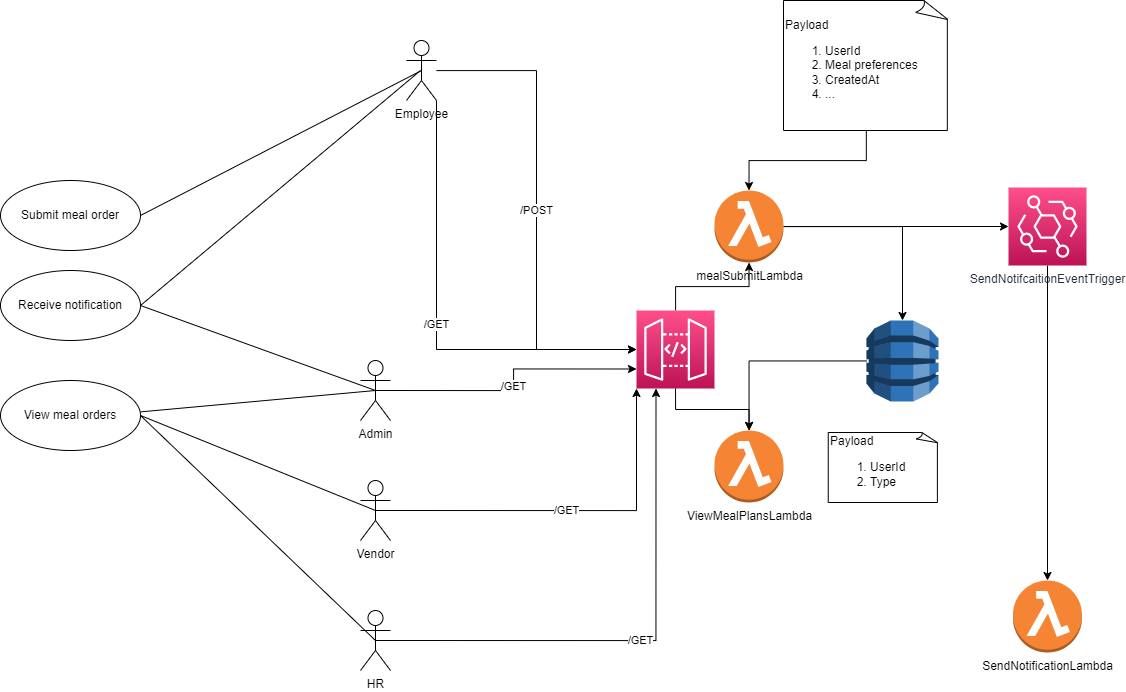 Payload
1. UserId
2. Meal preferences
3. CreatedAt
4. ...
Employee
Submit meal order
/POST
mealSubmitLambda
SendNotifcaitionEventTrigger
Receive notification
/GET
</>
/GET
View meal orders
Admin
Payload
1. UserId
2. Type
/GET
ViewMealPlansLambda
Vendor
/GET
SendNotificationLambda
HR